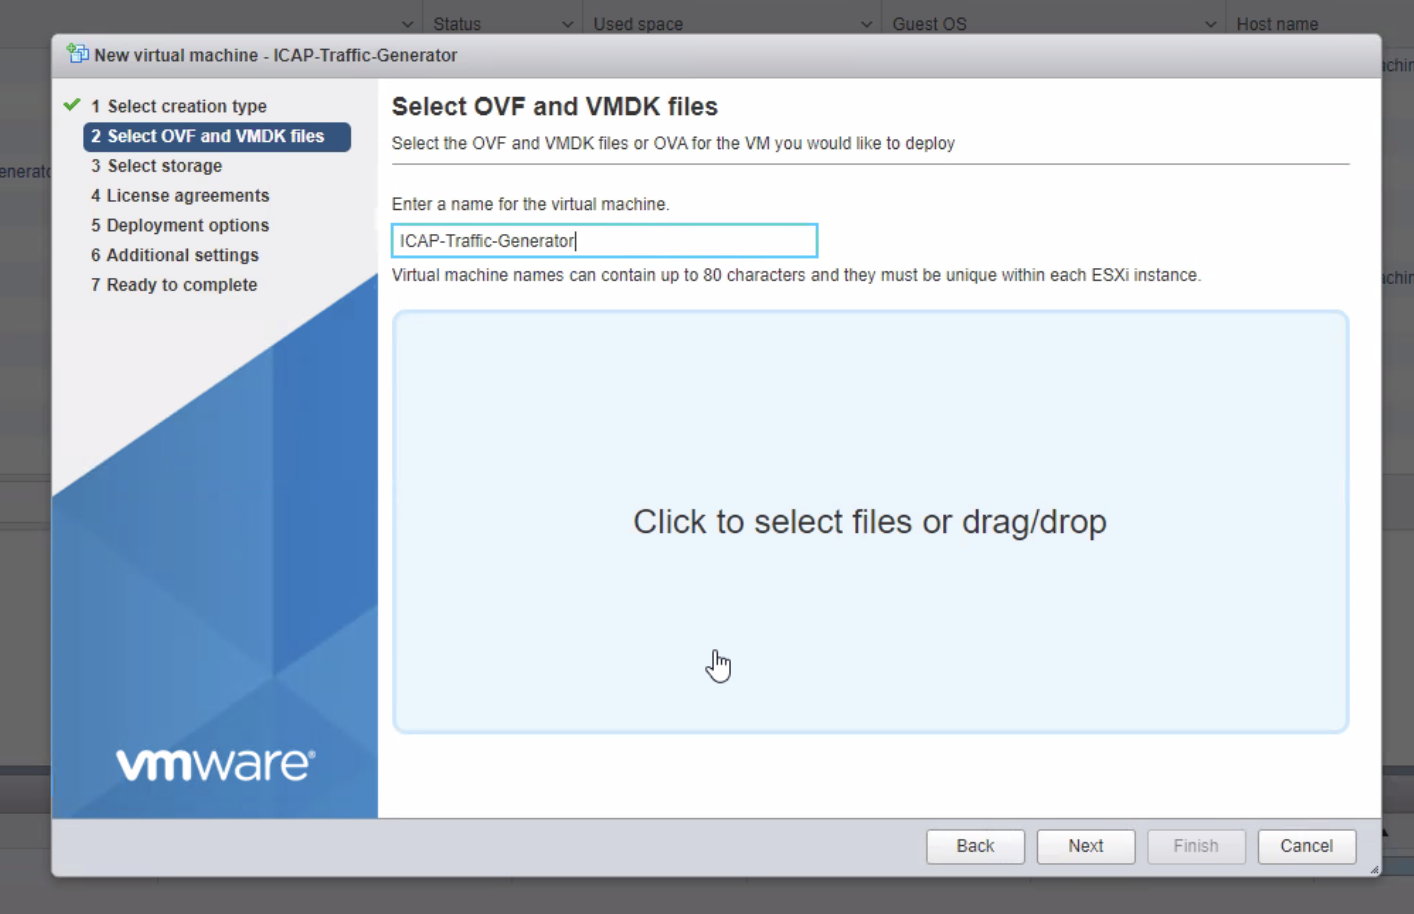 Status Used space Guest OS Host name
New virtual machine - ICAP-Traffic-Generator
1 Select creation type
2 Select OVF and VMDK files
3 Select storage
4 License agreements
5 Deployment options
6 Additional settings
7 Ready to complete
vmware®
Select OVF and VMDK files
Select the OVF and VMDK files or OVA for the VM you would like to deploy
Enter a name for the virtual machine.
ICAP-Traffic-Generator
Virtual machine names can contain up to 80 characters and they must be unique within each ESXi instance.
Click to select files or drag/drop
Back Next Finish Cancel